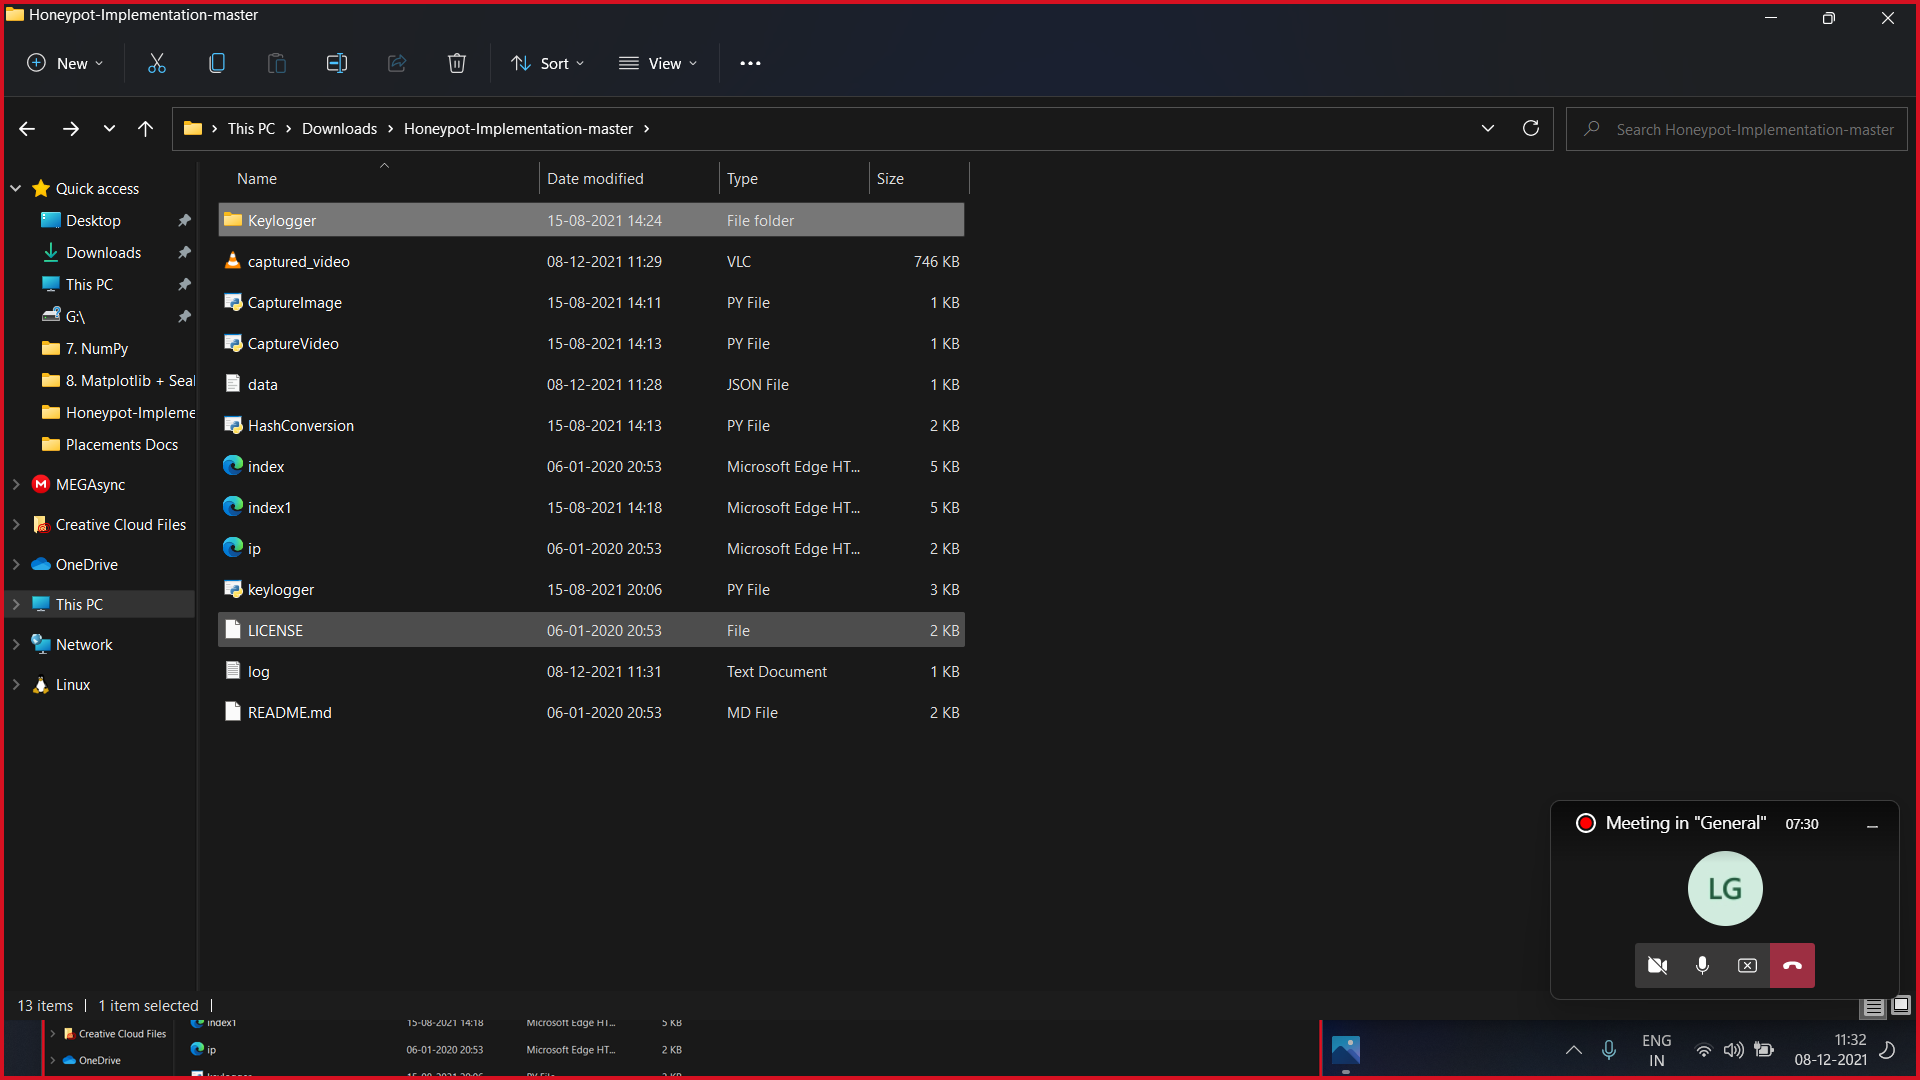 Honeypot-Implementation-master
New
Sort
View
This PC > Downloads > Honeypot-Implementation-master >
Search Honeypot-Implementation-master
Name Date modified Type Size
Quick access
Desktop
Downloads
This PC
G:\
7. NumPy
8. Matplotlib + Seal
Honeypot-Impleme
Placements Docs
MEGAsync
Creative Cloud Files
OneDrive
This PC
Network
Linux
Keylogger 15-08-2021 14:24 File folder
captured_video 08-12-2021 11:29 VLC 746 KB
CaptureImage 15-08-2021 14:11 PY File 1 KB
CaptureVideo 15-08-2021 14:13 PY File 1 KB
data 08-12-2021 11:28 JSON File 1 KB
HashConversion 15-08-2021 14:13 PY File 2 KB
index 06-01-2020 20:53 Microsoft Edge HT... 5 KB
index1 15-08-2021 14:18 Microsoft Edge HT... 5 KB
ip 06-01-2020 20:53 Microsoft Edge HT... 2 KB
keylogger 15-08-2021 20:06 PY File 3 KB
LICENSE 06-01-2020 20:53 File 2 KB
log 08-12-2021 11:31 Text Document 1 KB
README.md 06-01-2020 20:53 MD File 2 KB
Meeting in "General" 07:30
LG
13 items | 1 item selected |
index1 15-08-2021 14:18 Microsoft Edge HT... 5 KB
Creative Cloud Files
ip 06-01-2020 20:53 Microsoft Edge HT... 2 KB
OneDrive
ENG
IN
11:32
08-12-2021